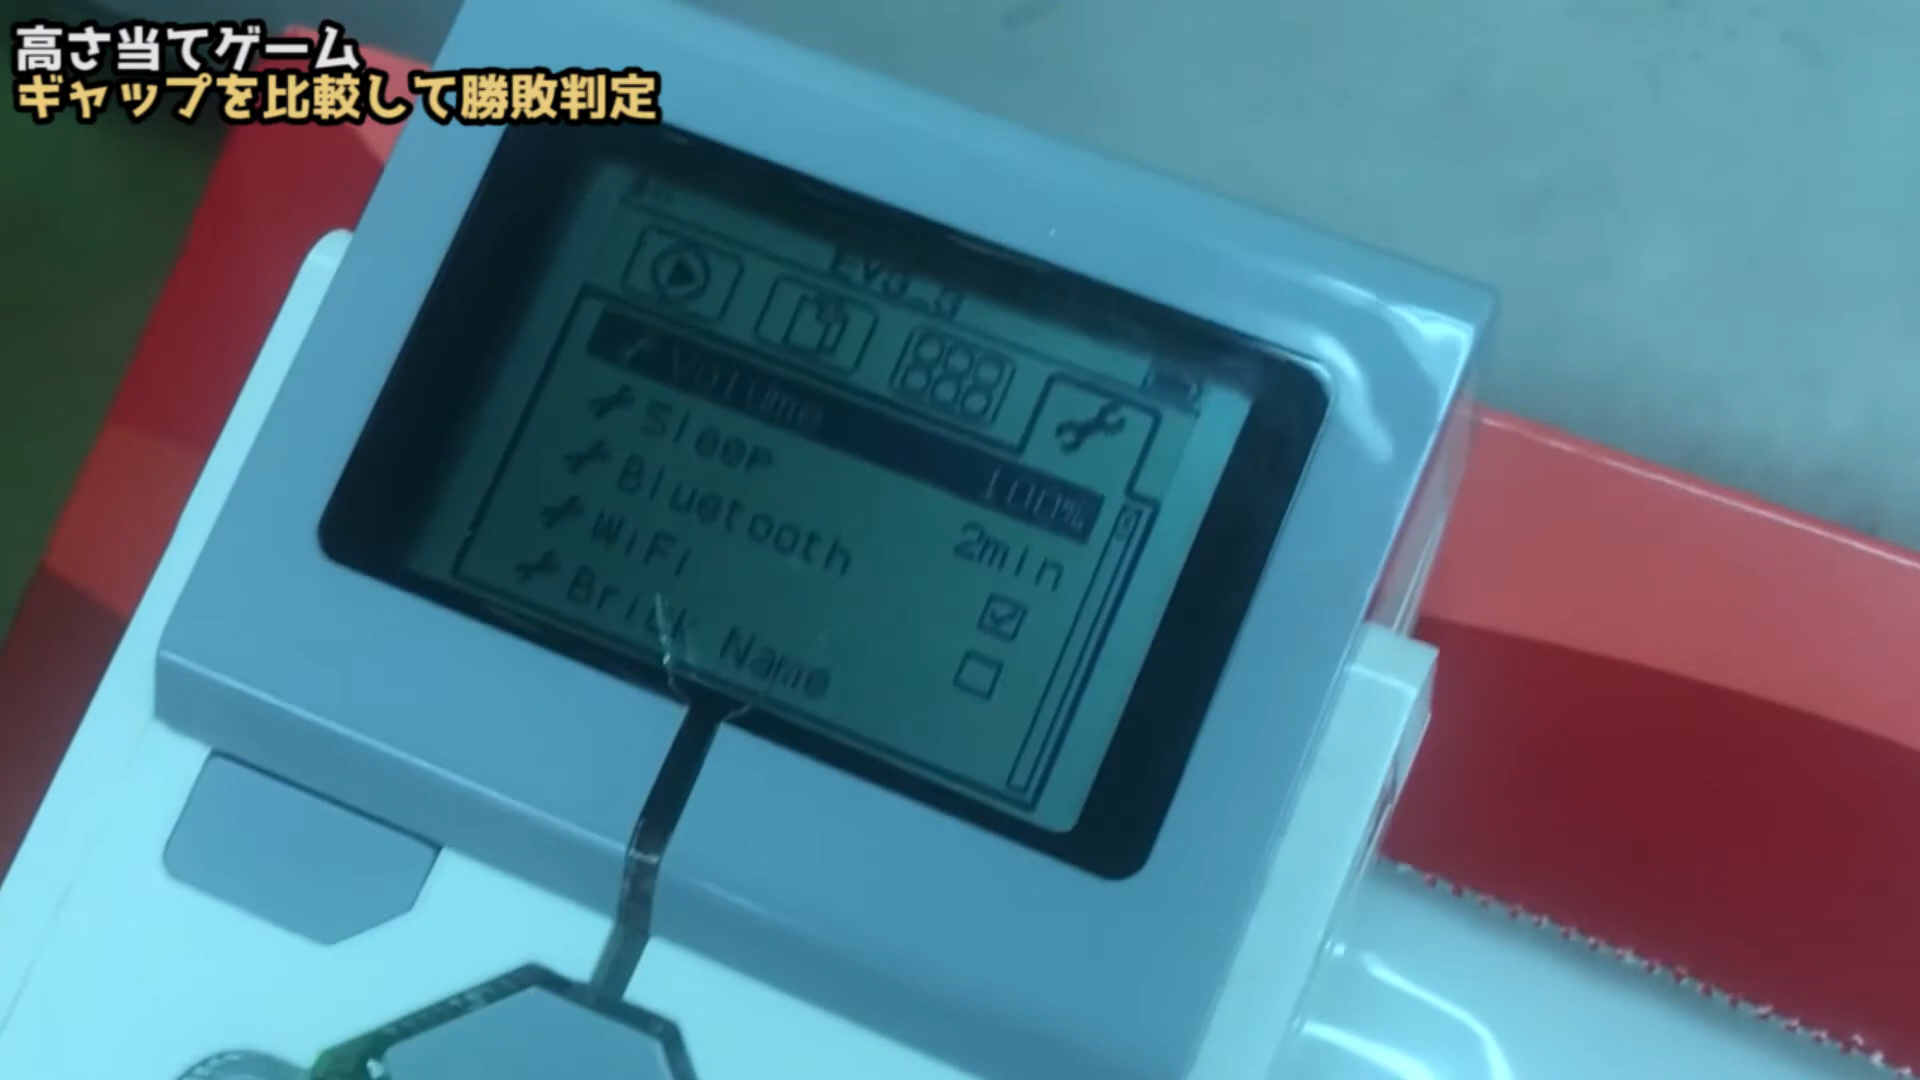 高さ当てゲーム
ギャップを比較して勝敗判定
Volume 100%
Sleep 2min
Bluetooth
WiFi
Brick Name